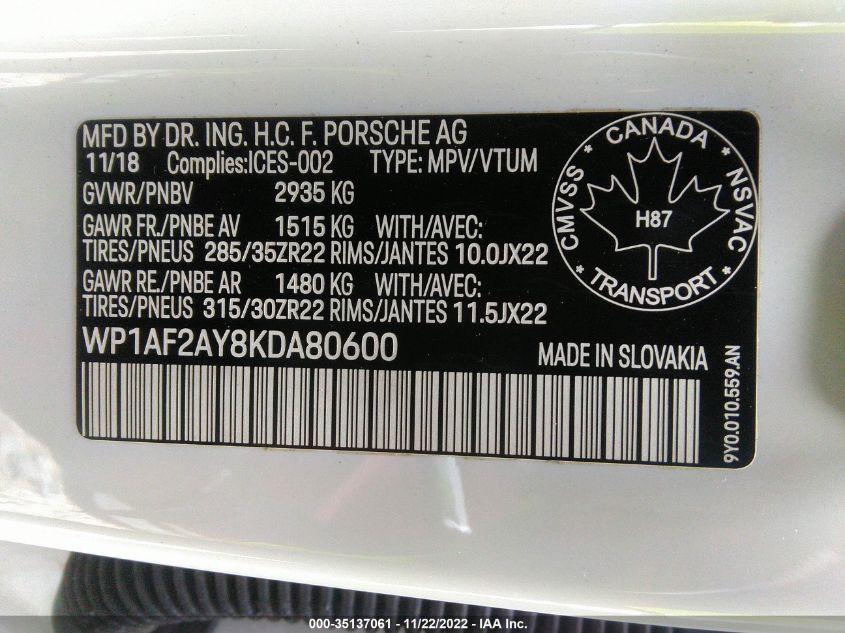 MFD BY DR. ING. H.C. F. PORSCHE AG
11/18 Complies:ICES-002 TYPE: MPV/VTUM
GVWR/PNBV 2935 KG
GAWR FR./PNBE AV 1515 KG WITH/AVEC:
TIRES/PNEUS 285/35ZR22 RIMS/JANTES 10.0JX22
GAWR RE./PNBE AR 1480 KG WITH/AVEC:
TIRES/PNEUS 315/30ZR22 RIMS/JANTES 11.5JX22
WP1AF2AY8KDA80600 MADE IN SLOVAKIA
CANADA
CMVSS
NSVAC
H87
TRANSPORT
9Y0.010.559.AN
000-35137061 - 11/22/2022 - IAA Inc.